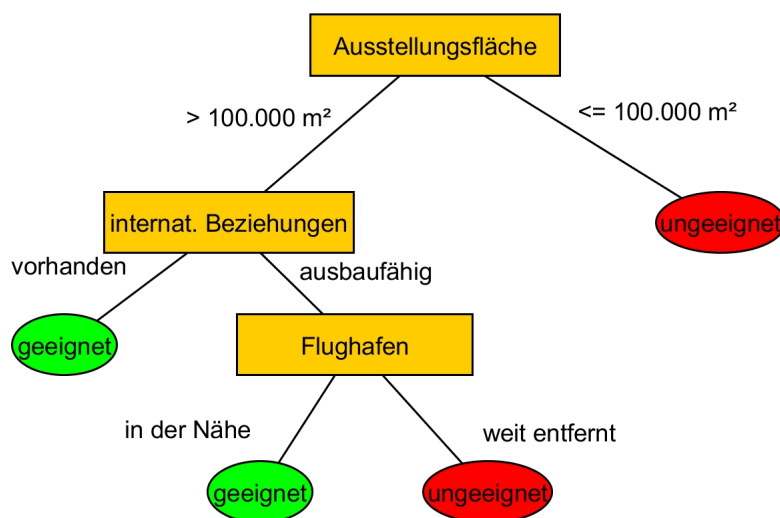 Ausstellungsfläche
> 100.000 m²
<= 100.000 m²
internat. Beziehungen
ungeeignet
vorhanden
ausbaufähig
geeignet
Flughafen
in der Nähe
weit entfernt
geeignet
ungeeignet